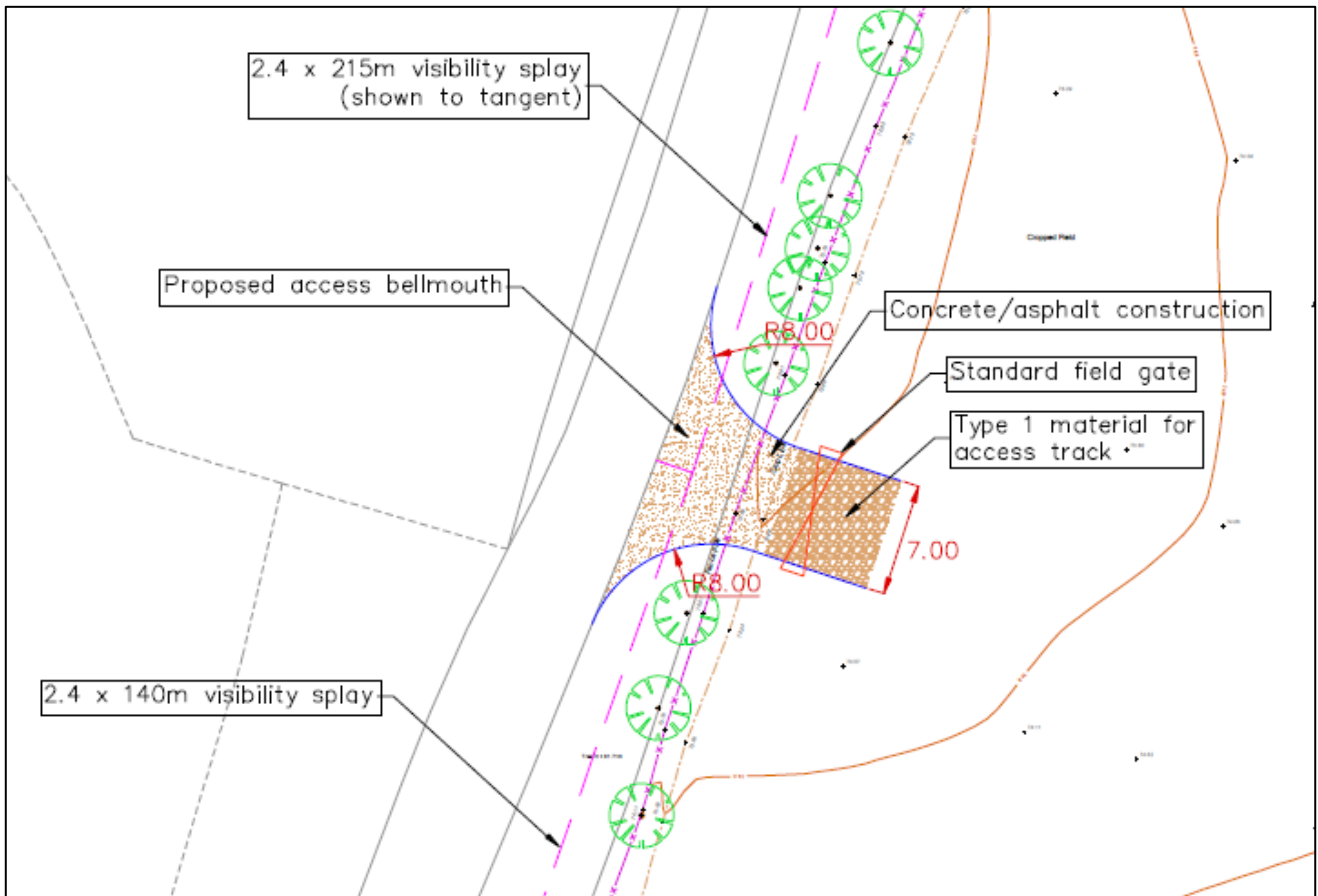 2.4 x 215m visibility splay
(shown to tangent)
Cropped Field
Proposed access bellmouth
Concrete/asphalt construction
R8.00
Standard field gate
Type 1 material for
access track
7.00
R8.00
2.4 x 140m visibility splay